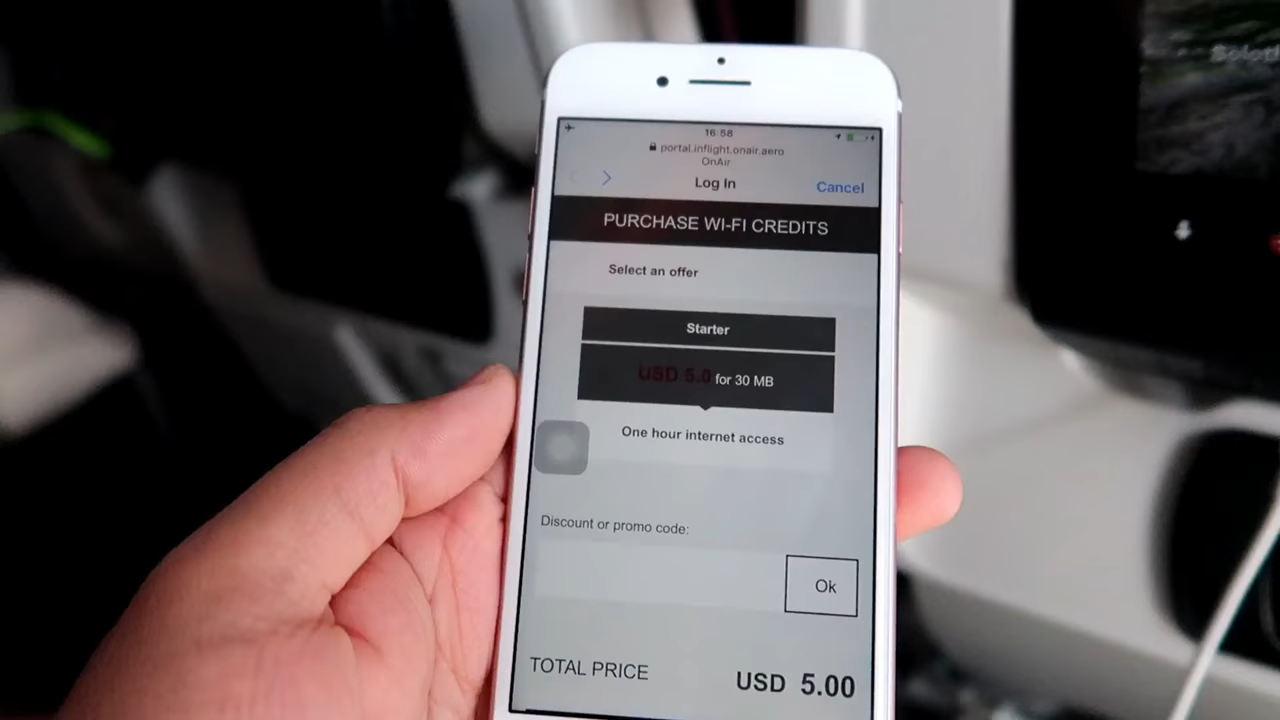 16:58
portal.inflight.onair.aero
OnAir
Log In
Cancel
PURCHASE WI-FI CREDITS
Select an offer
Starter
USD 5.0 for 30 MB
One hour internet access
Discount or promo code:
Ok
TOTAL PRICE
USD 5.00